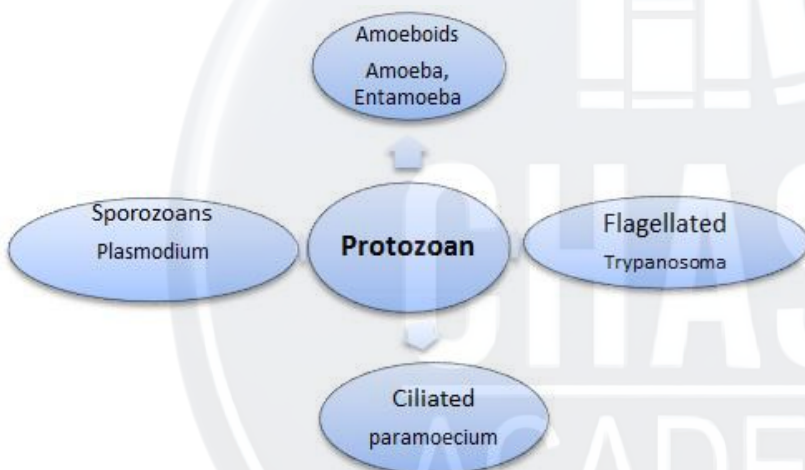 Amoeboids
Amoeba,
Entamoeba
Sporozoans
Plasmodium
Protozoan
Flagellated
Trypanosoma
Ciliated
paramoecium